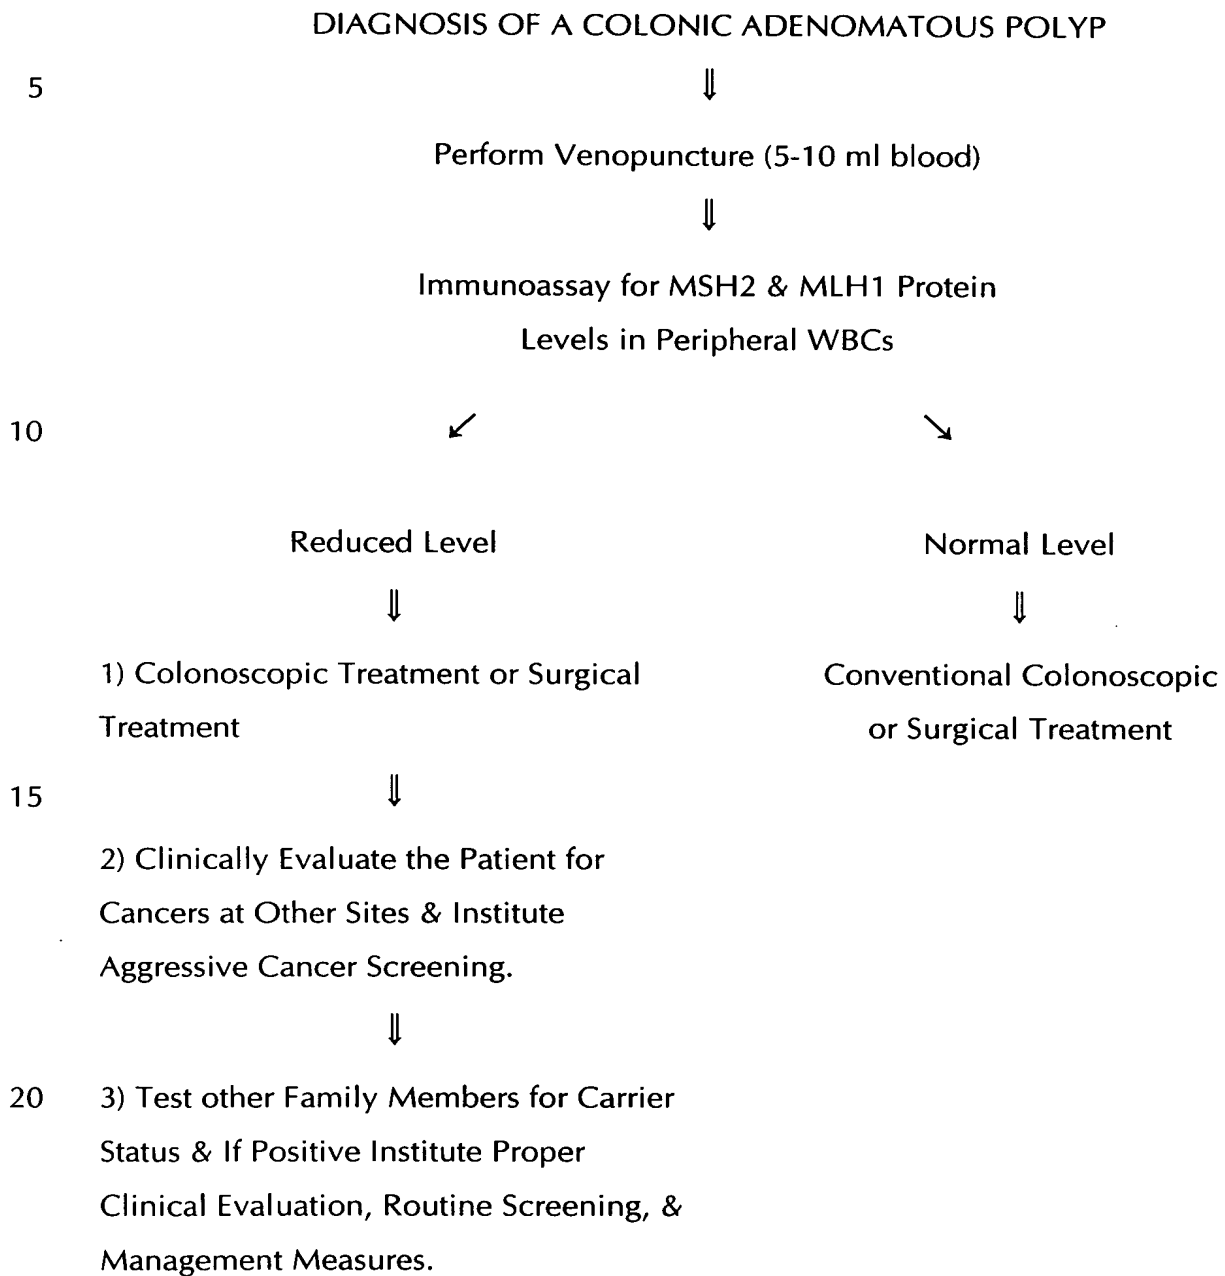 DIAGNOSIS OF A COLONIC ADENOMATOUS POLYP
5 ⇓
Perform Venopuncture (5-10 ml blood)
⇓
Immunoassay for MSH2 & MLH1 Protein
Levels in Peripheral WBCs
10 ↙ ↘
Reduced Level Normal Level
⇓ ⇓
1) Colonoscopic Treatment or Surgical Conventional Colonoscopic
Treatment or Surgical Treatment
15 ⇓
2) Clinically Evaluate the Patient for
Cancers at Other Sites & Institute
Aggressive Cancer Screening.
⇓
20 3) Test other Family Members for Carrier
Status & If Positive Institute Proper
Clinical Evaluation, Routine Screening, &
Management Measures.